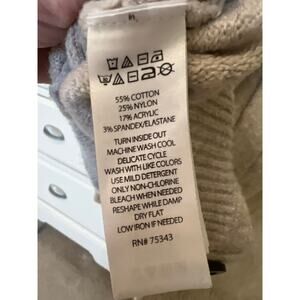 55% COTTON
25% NYLON
17% ACRYLIC
3% SPANDEX/ELASTANE
TURN INSIDE OUT
MACHINE WASH COOL
DELICATE CYCLE
WASH WITH LIKE COLORS
USE MILD DETERGENT
ONLY NON-CHLORINE
BLEACH WHEN NEEDED
RESHAPE WHILE DAMP
DRY FLAT
LOW IRON IF NEEDED
RN# 75343